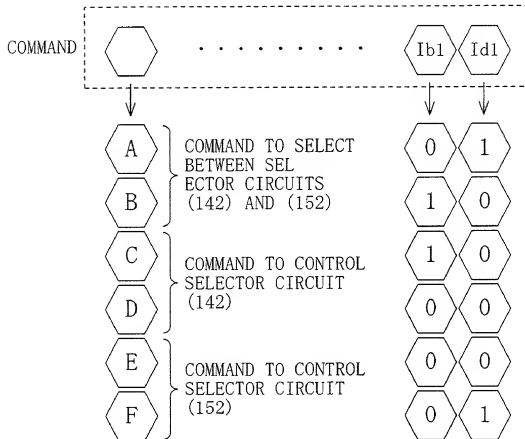 COMMAND
Ib1 Id1
A 0 1
COMMAND TO SELECT
BETWEEN SEL
ECTOR CIRCUITS
(142) AND (152)
B 1 0
C 1 0
COMMAND TO CONTROL
SELECTOR CIRCUIT
(142)
D 0 0
E 0 0
COMMAND TO CONTROL
SELECTOR CIRCUIT
(152)
F 0 1